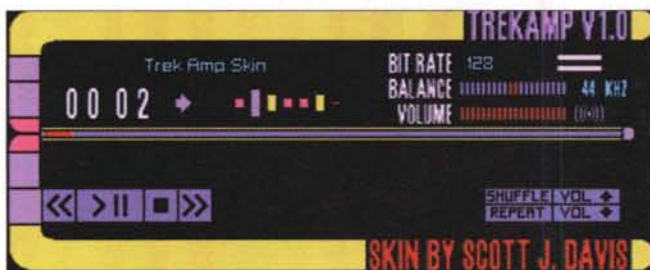 TREKAMP V1.0
Trek Amp Skin
BIT RATE 128
BALANCE 44 KHZ
00 02
VOLUME
SHUFFLE VOL
REPEAT VOL
SKIN BY SCOTT J. DAVIS